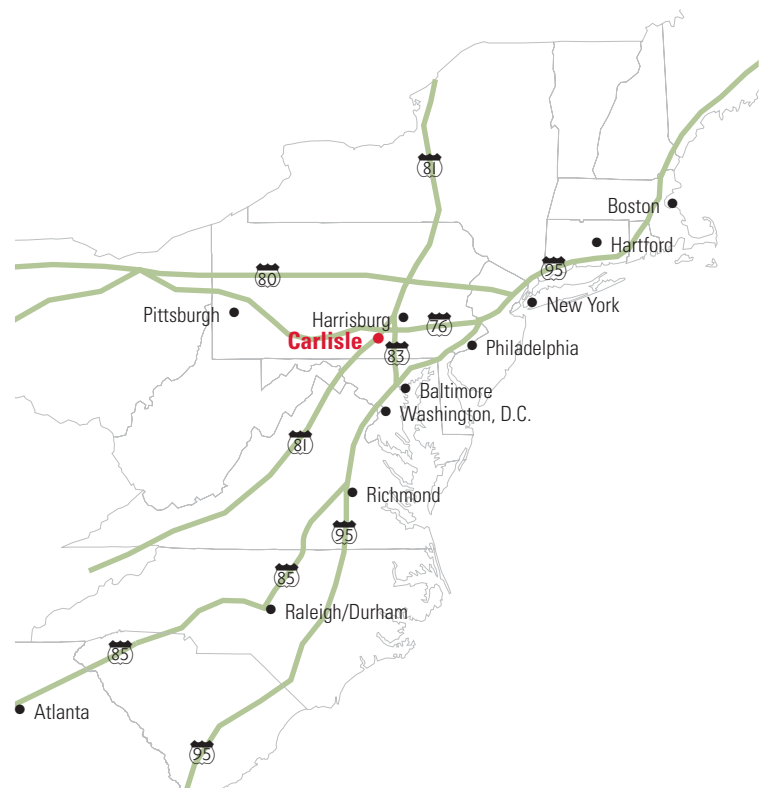 81
Boston
Hartford
95
80
New York
Pittsburgh
Harrisburg
76
Carlisle
83
Philadelphia
Baltimore
Washington, D.C.
81
Richmond
95
85
Raleigh/Durham
85
Atlanta
95